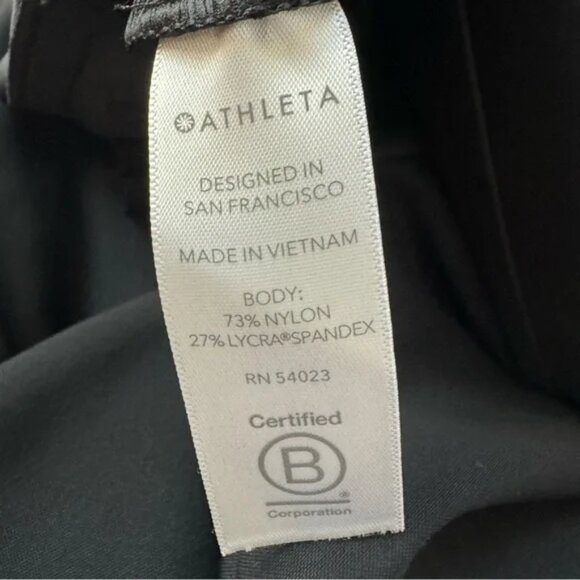 ATHLETA
DESIGNED IN
SAN FRANCISCO
MADE IN VIETNAM
BODY:
73% NYLON
27% LYCRA® SPANDEX
RN 54023
Certified
B
®
Corporation